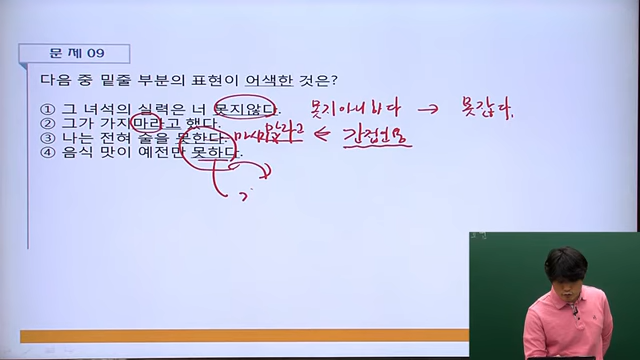 문 제 09
다음 중 밑줄 부분의 표현이 어색한 것은?
① 그 녀석의 실력은 너 못지않다. 못지아니하다 → 못잖다.
② 그가 가지 마라고 했다.
말라고 ← 간접인용
③ 나는 전혀 술을 못한다.
④ 음식 맛이 예전만 못하다.